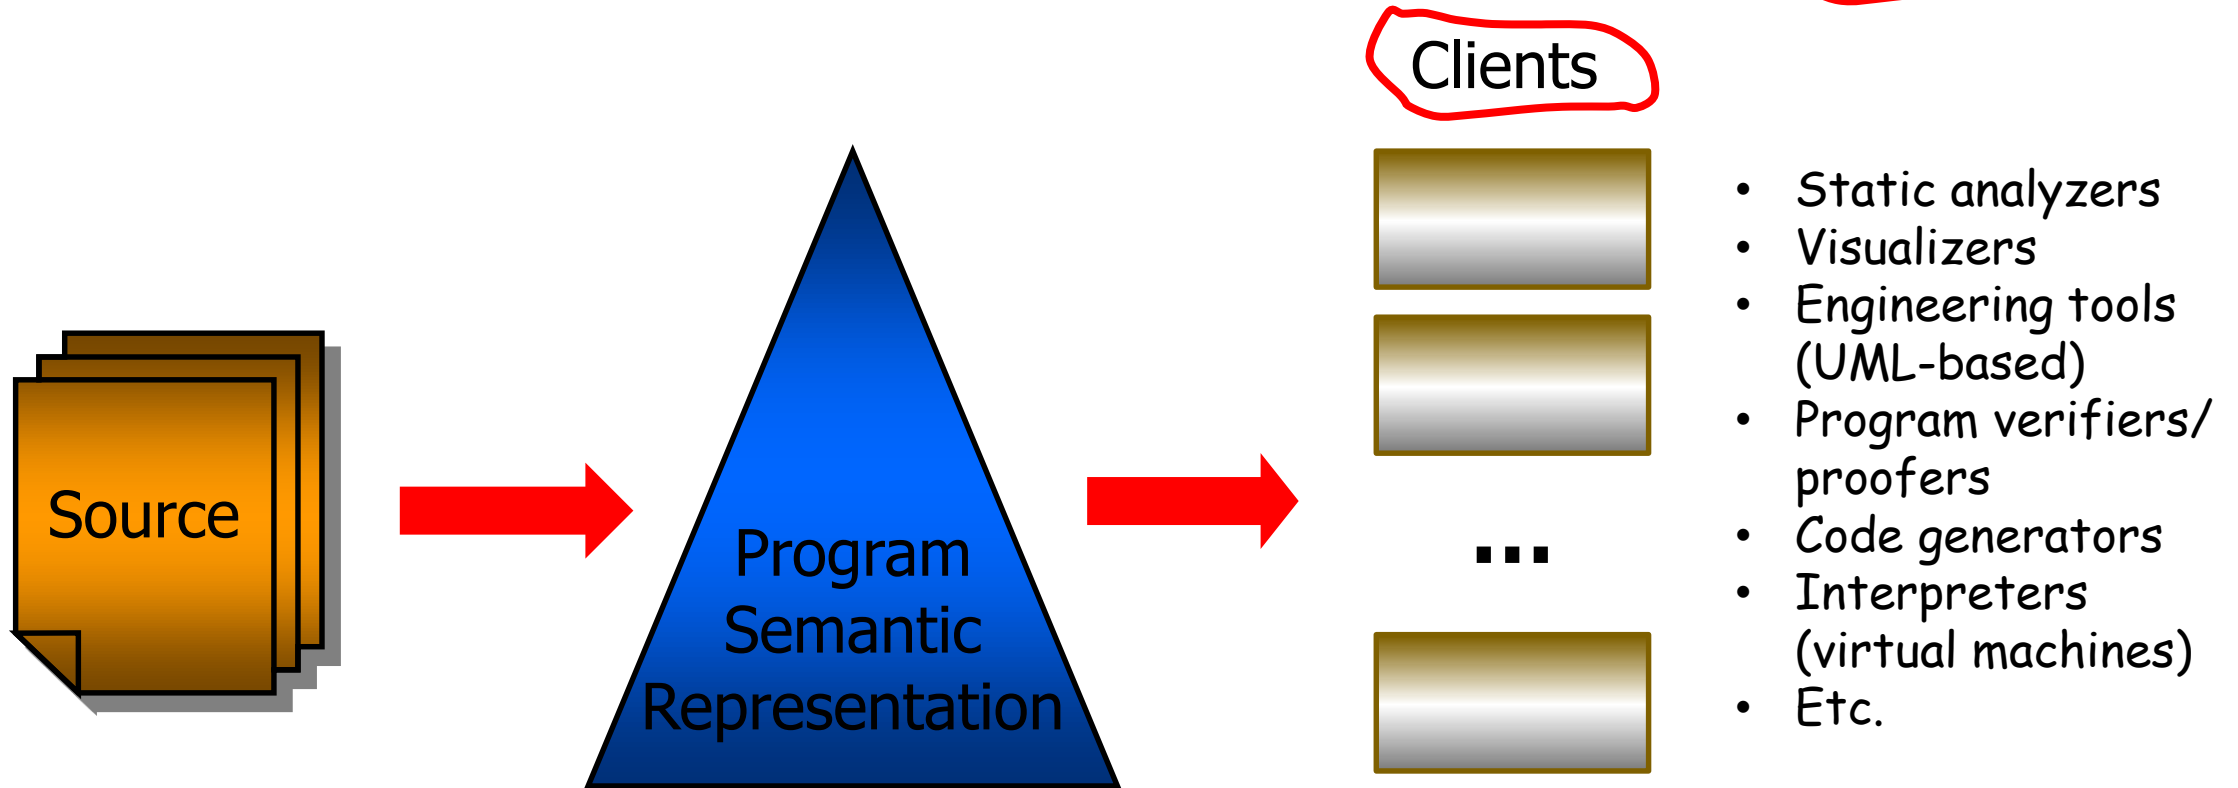 Clients
Source
Program
Semantic
Representation
...
• Static analyzers
• Visualizers
• Engineering tools
(UML-based)
• Program verifiers/
proofers
• Code generators
• Interpreters
(virtual machines)
• Etc.